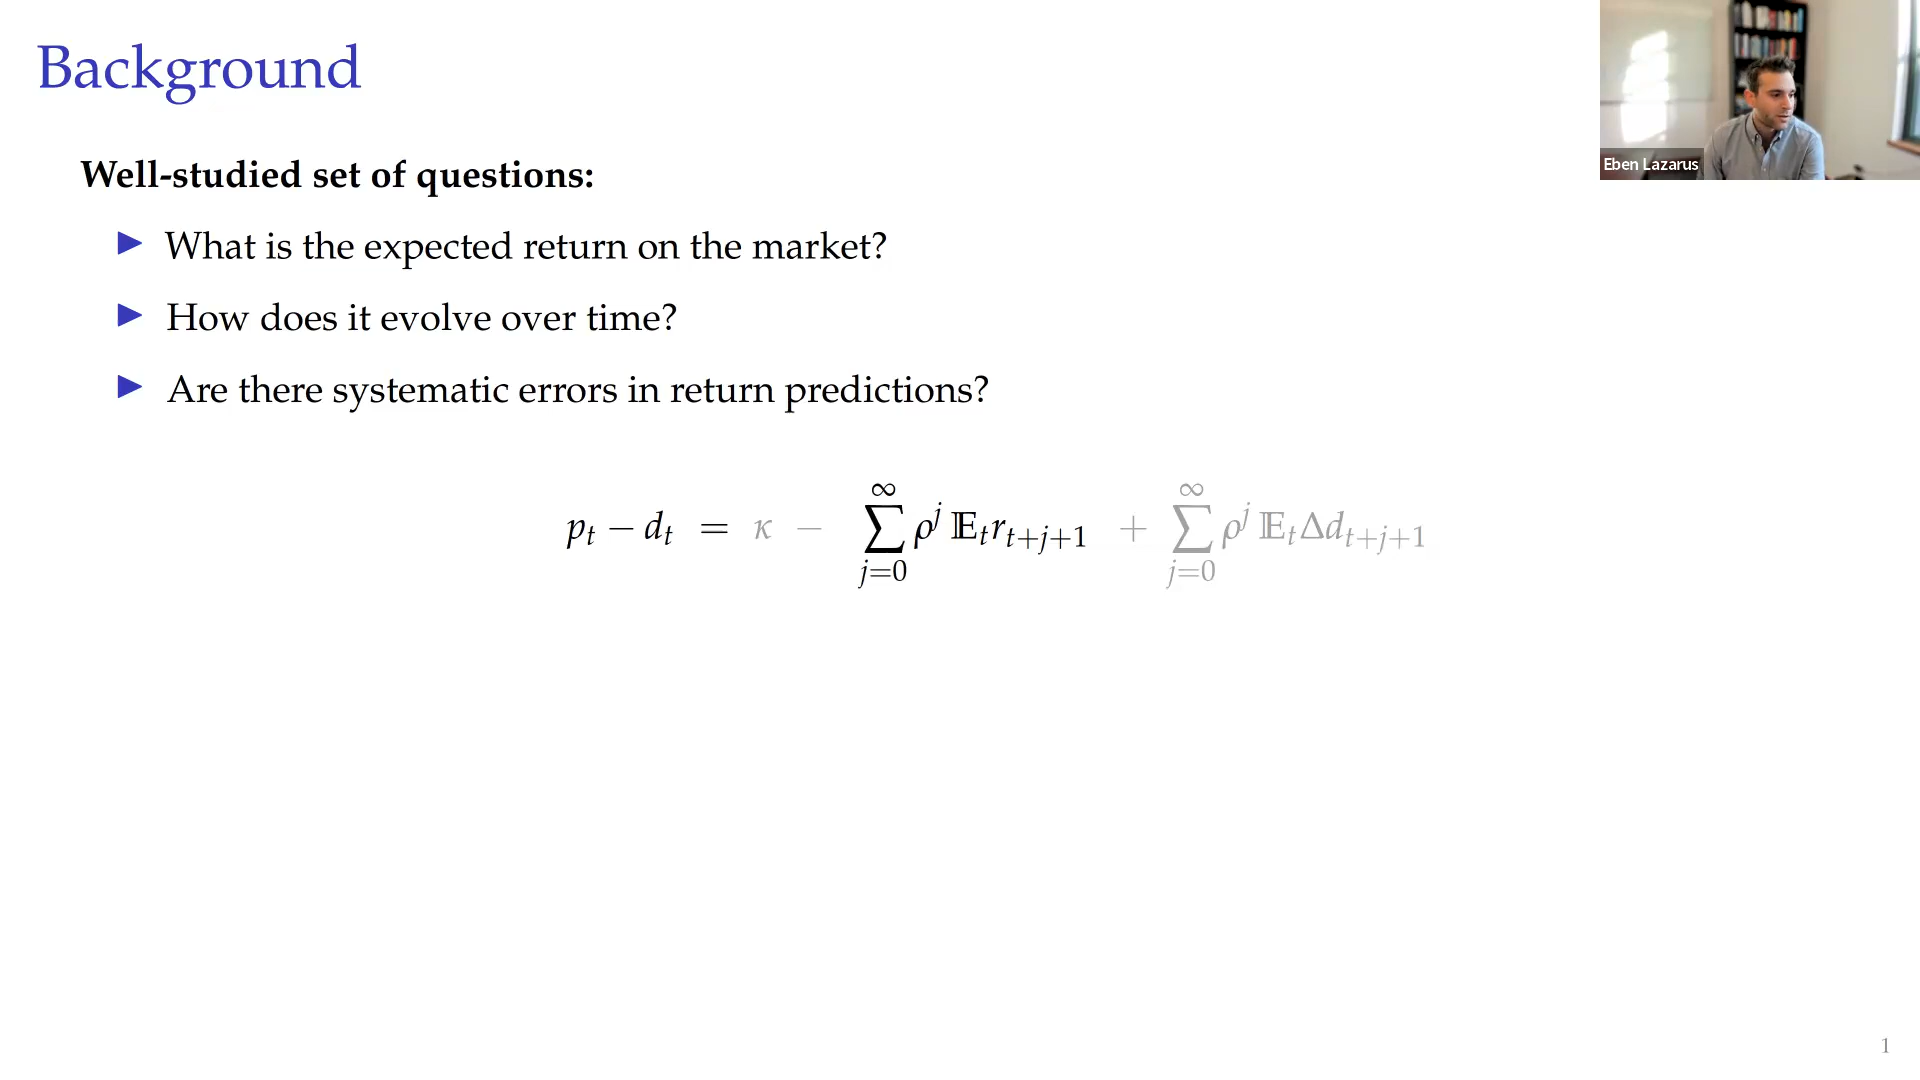 Background
Eben Lazarus
Well-studied set of questions:
▶ What is the expected return on the market?
▶ How does it evolve over time?
▶ Are there systematic errors in return predictions?
p_t − d_t = κ − ∑_{j=0}^{∞} ρ^j 𝔼_t r_{t+j+1} + ∑_{j=0}^{∞} ρ^j 𝔼_t Δd_{t+j+1}
1